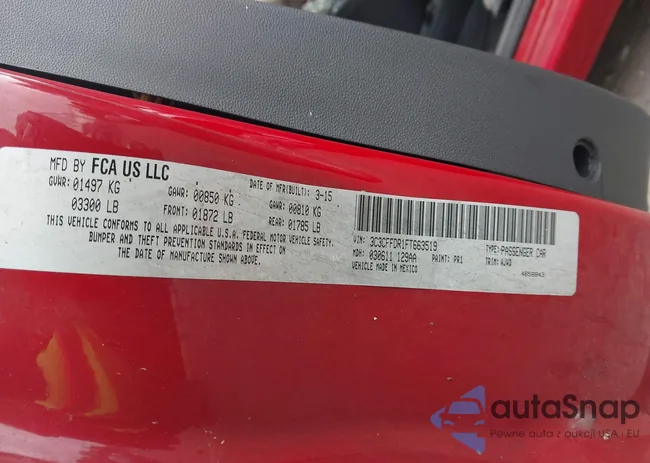 MFD BY FCA US LLC
DATE OF MFR(BUILT): 3-15
GVWR: 01497 KG GAWR: 00850 KG GAWR: 00810 KG
03300 LB FRONT: 01872 LB REAR: 01785 LB
THIS VEHICLE CONFORMS TO ALL APPLICABLE U.S.A. FEDERAL MOTOR VEHICLE SAFETY,
BUMPER AND THEFT PREVENTION STANDARDS IN EFFECT ON
THE DATE OF MANUFACTURE SHOWN ABOVE.
VIN: 3C3CFFDR1FT663519 TYPE: PASSENGER CAR
MDH: 030611 129AA PAINT: PR1 TRIM: AJWD
VEHICLE MADE IN MEXICO
4658843
autaSnap
Pewne auta z aukcji USA i EU